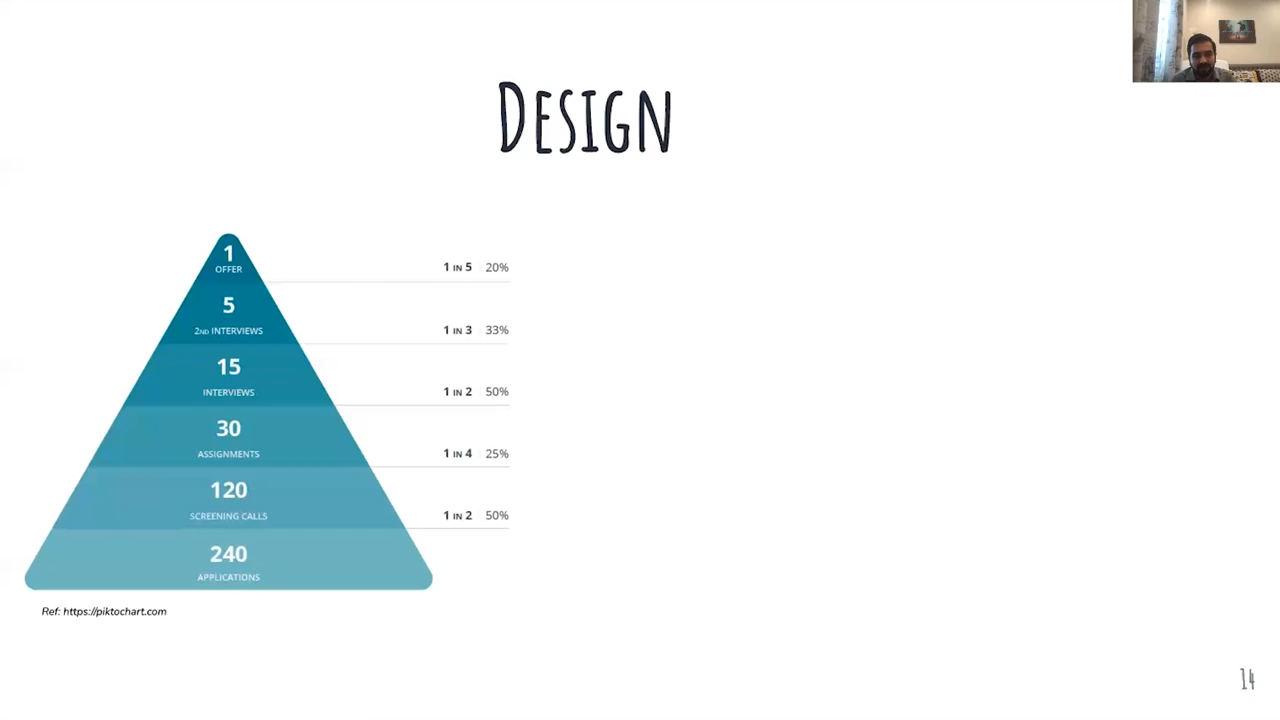 Design
1
OFFER
1 IN 5 20%
5
2ND INTERVIEWS
1 IN 3 33%
15
INTERVIEWS
1 IN 2 50%
30
ASSIGNMENTS
1 IN 4 25%
120
SCREENING CALLS
1 IN 2 50%
240
APPLICATIONS
Ref: https://piktochart.com
14